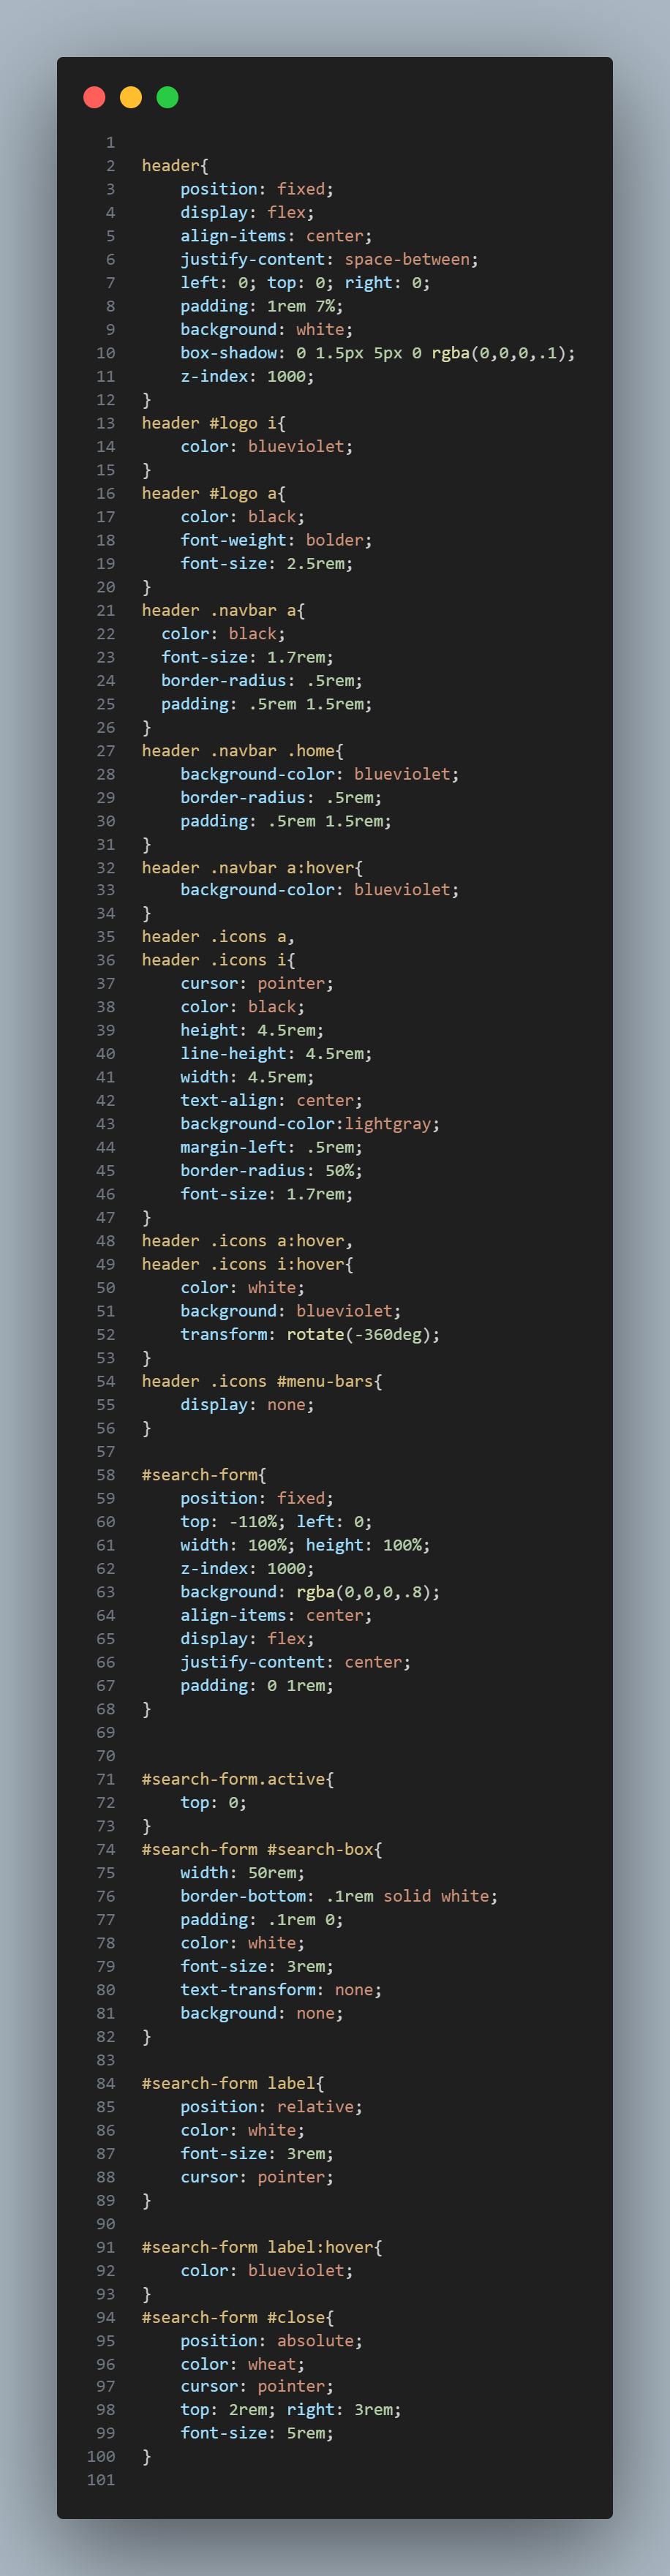 1
2 header{
3     position: fixed;
4     display: flex;
5     align-items: center;
6     justify-content: space-between;
7     left: 0; top: 0; right: 0;
8     padding: 1rem 7%;
9     background: white;
10     box-shadow: 0 1.5px 5px 0 rgba(0,0,0,.1);
11     z-index: 1000;
12 }
13 header #logo i{
14     color: blueviolet;
15 }
16 header #logo a{
17     color: black;
18     font-weight: bolder;
19     font-size: 2.5rem;
20 }
21 header .navbar a{
22   color: black;
23   font-size: 1.7rem;
24   border-radius: .5rem;
25   padding: .5rem 1.5rem;
26 }
27 header .navbar .home{
28     background-color: blueviolet;
29     border-radius: .5rem;
30     padding: .5rem 1.5rem;
31 }
32 header .navbar a:hover{
33     background-color: blueviolet;
34 }
35 header .icons a,
36 header .icons i{
37     cursor: pointer;
38     color: black;
39     height: 4.5rem;
40     line-height: 4.5rem;
41     width: 4.5rem;
42     text-align: center;
43     background-color:lightgray;
44     margin-left: .5rem;
45     border-radius: 50%;
46     font-size: 1.7rem;
47 }
48 header .icons a:hover,
49 header .icons i:hover{
50     color: white;
51     background: blueviolet;
52     transform: rotate(-360deg);
53 }
54 header .icons #menu-bars{
55     display: none;
56 }
57
58 #search-form{
59     position: fixed;
60     top: -110%; left: 0;
61     width: 100%; height: 100%;
62     z-index: 1000;
63     background: rgba(0,0,0,.8);
64     align-items: center;
65     display: flex;
66     justify-content: center;
67     padding: 0 1rem;
68 }
69
70
71 #search-form.active{
72     top: 0;
73 }
74 #search-form #search-box{
75     width: 50rem;
76     border-bottom: .1rem solid white;
77     padding: .1rem 0;
78     color: white;
79     font-size: 3rem;
80     text-transform: none;
81     background: none;
82 }
83
84 #search-form label{
85     position: relative;
86     color: white;
87     font-size: 3rem;
88     cursor: pointer;
89 }
90
91 #search-form label:hover{
92     color: blueviolet;
93 }
94 #search-form #close{
95     position: absolute;
96     color: wheat;
97     cursor: pointer;
98     top: 2rem; right: 3rem;
99     font-size: 5rem;
100 }
101